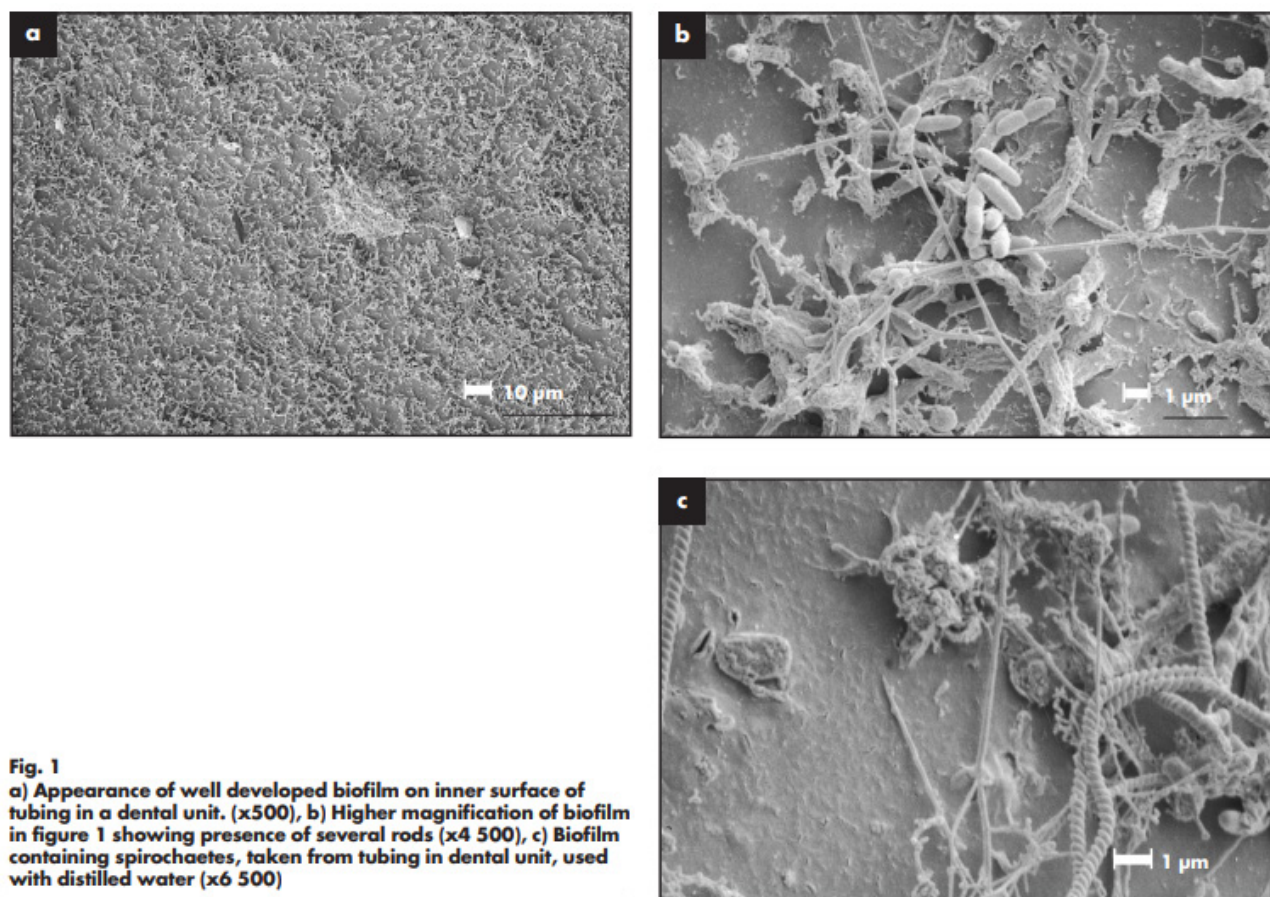 a
10 µm
b
1 µm
c
1 µm
Fig. 1
a) Appearance of well developed biofilm on inner surface of
tubing in a dental unit. (x500), b) Higher magnification of biofilm
in figure 1 showing presence of several rods (x4 500), c) Biofilm
containing spirochaetes, taken from tubing in dental unit, used
with distilled water (x6 500)